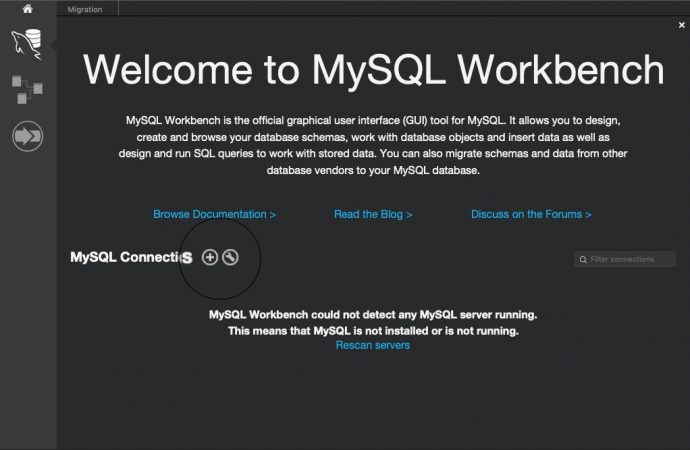 Migration
Welcome to MySQL Workbench
MySQL Workbench is the official graphical user interface (GUI) tool for MySQL. It allows you to design,
create and browse your database schemas, work with database objects and insert data as well as
design and run SQL queries to work with stored data. You can also migrate schemas and data from other
database vendors to your MySQL database.
Browse Documentation > Read the Blog > Discuss on the Forums >
MySQL Connectis Filter connections
MySQL Workbench could not detect any MySQL server running.
This means that MySQL is not installed or is not running.
Rescan servers